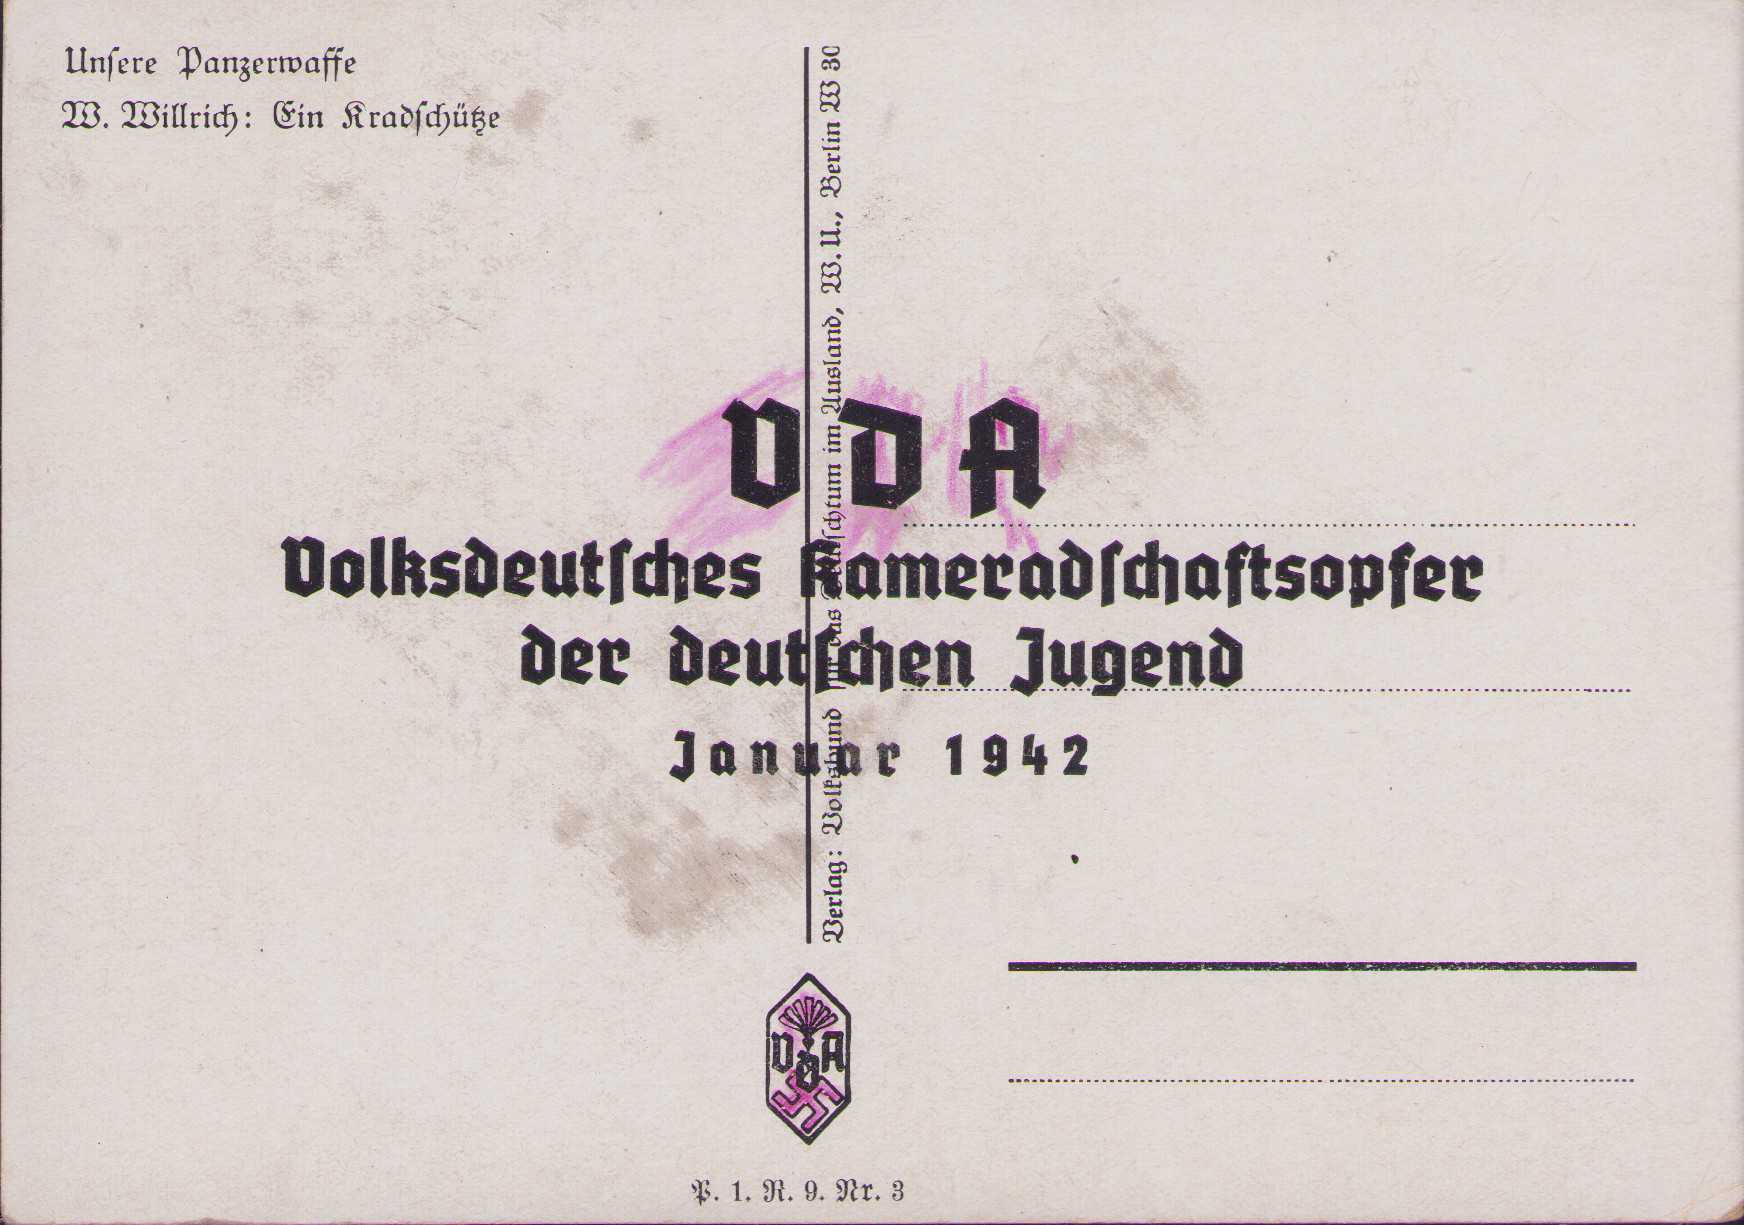 Unsere Panzerwaffe
W. Willrich: Ein Kradschütze
Verlag: Volksbund für das Deutschtum im Ausland, W. U., Berlin W 30
VDA
Volksdeutsches Kameradschaftsopfer
der deutschen Jugend
Januar 1942
VDA
P. 1. R. 9. Nr. 3